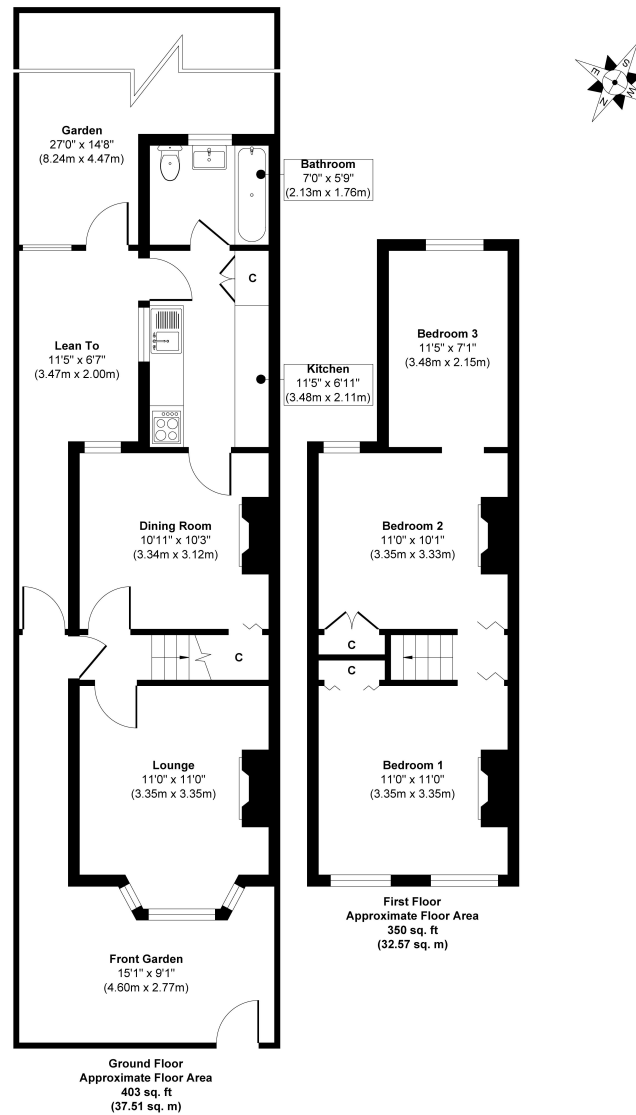 Garden
27'0" x 14'8"
(8.24m x 4.47m)
S
E
W
N
Bathroom
7'0" x 5'9"
(2.13m x 1.76m)
C
Lean To
11'5" x 6'7"
(3.47m x 2.00m)
Kitchen
11'5" x 6'11"
(3.48m x 2.11m)
Bedroom 3
11'5" x 7'1"
(3.48m x 2.15m)
Dining Room
10'11" x 10'3"
(3.34m x 3.12m)
Bedroom 2
11'0" x 10'1"
(3.35m x 3.33m)
C
C
C
Lounge
11'0" x 11'0"
(3.35m x 3.35m)
Bedroom 1
11'0" x 11'0"
(3.35m x 3.35m)
First Floor
Approximate Floor Area
350 sq. ft
(32.57 sq. m)
Front Garden
15'1" x 9'1"
(4.60m x 2.77m)
Ground Floor
Approximate Floor Area
403 sq. ft
(37.51 sq. m)